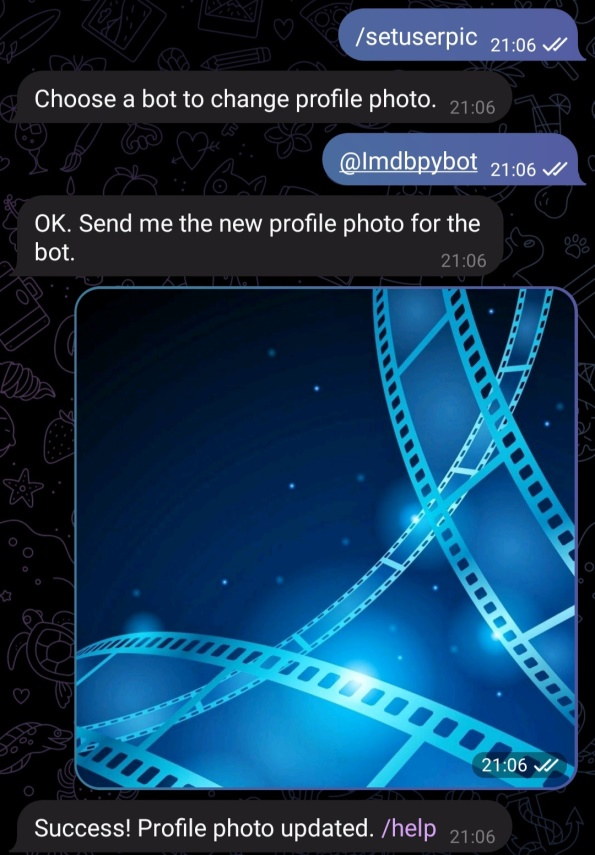 /setuserpic 21:06
Choose a bot to change profile photo. 21:06
@Imdbpybot 21:06
OK. Send me the new profile photo for the
bot. 21:06
21:06
Success! Profile photo updated. /help 21:06